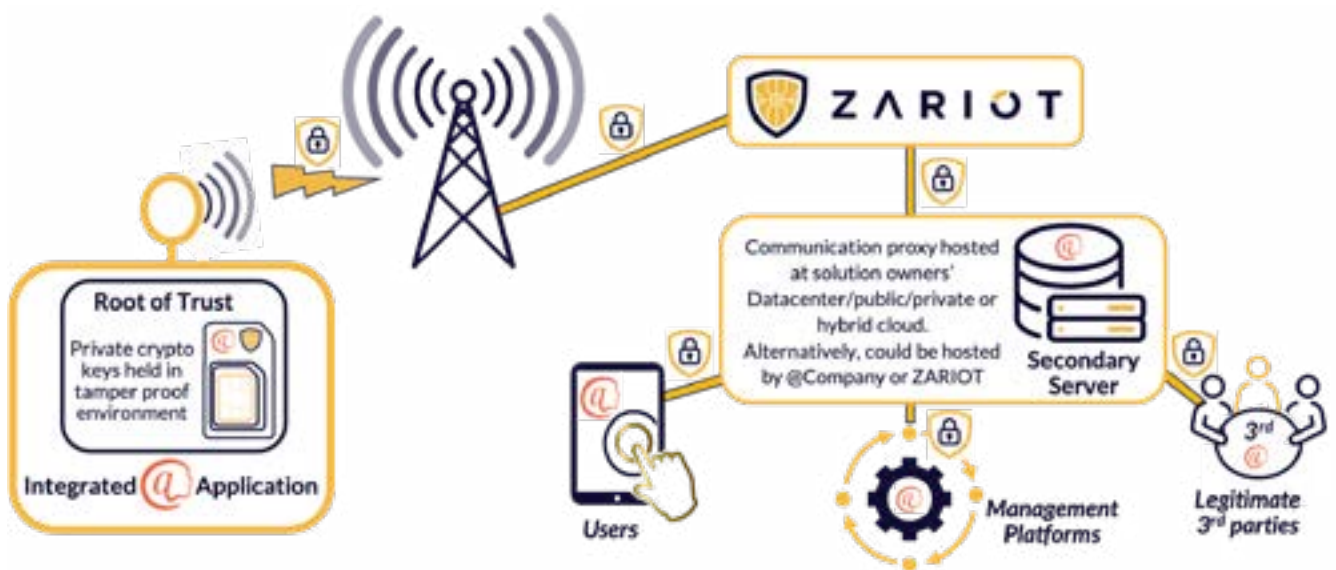 ZARIOT
Communication proxy hosted
at solution owners'
Datacenter/public/private or
hybrid cloud.
Alternatively, could be hosted
by @Company or ZARIOT
@
Secondary
Server
Root of Trust
Private crypto
keys held in
tamper proof
environment
@
Integrated @ Application
@
Users
@
Management
Platforms
3rd
@
Legitimate
3rd parties